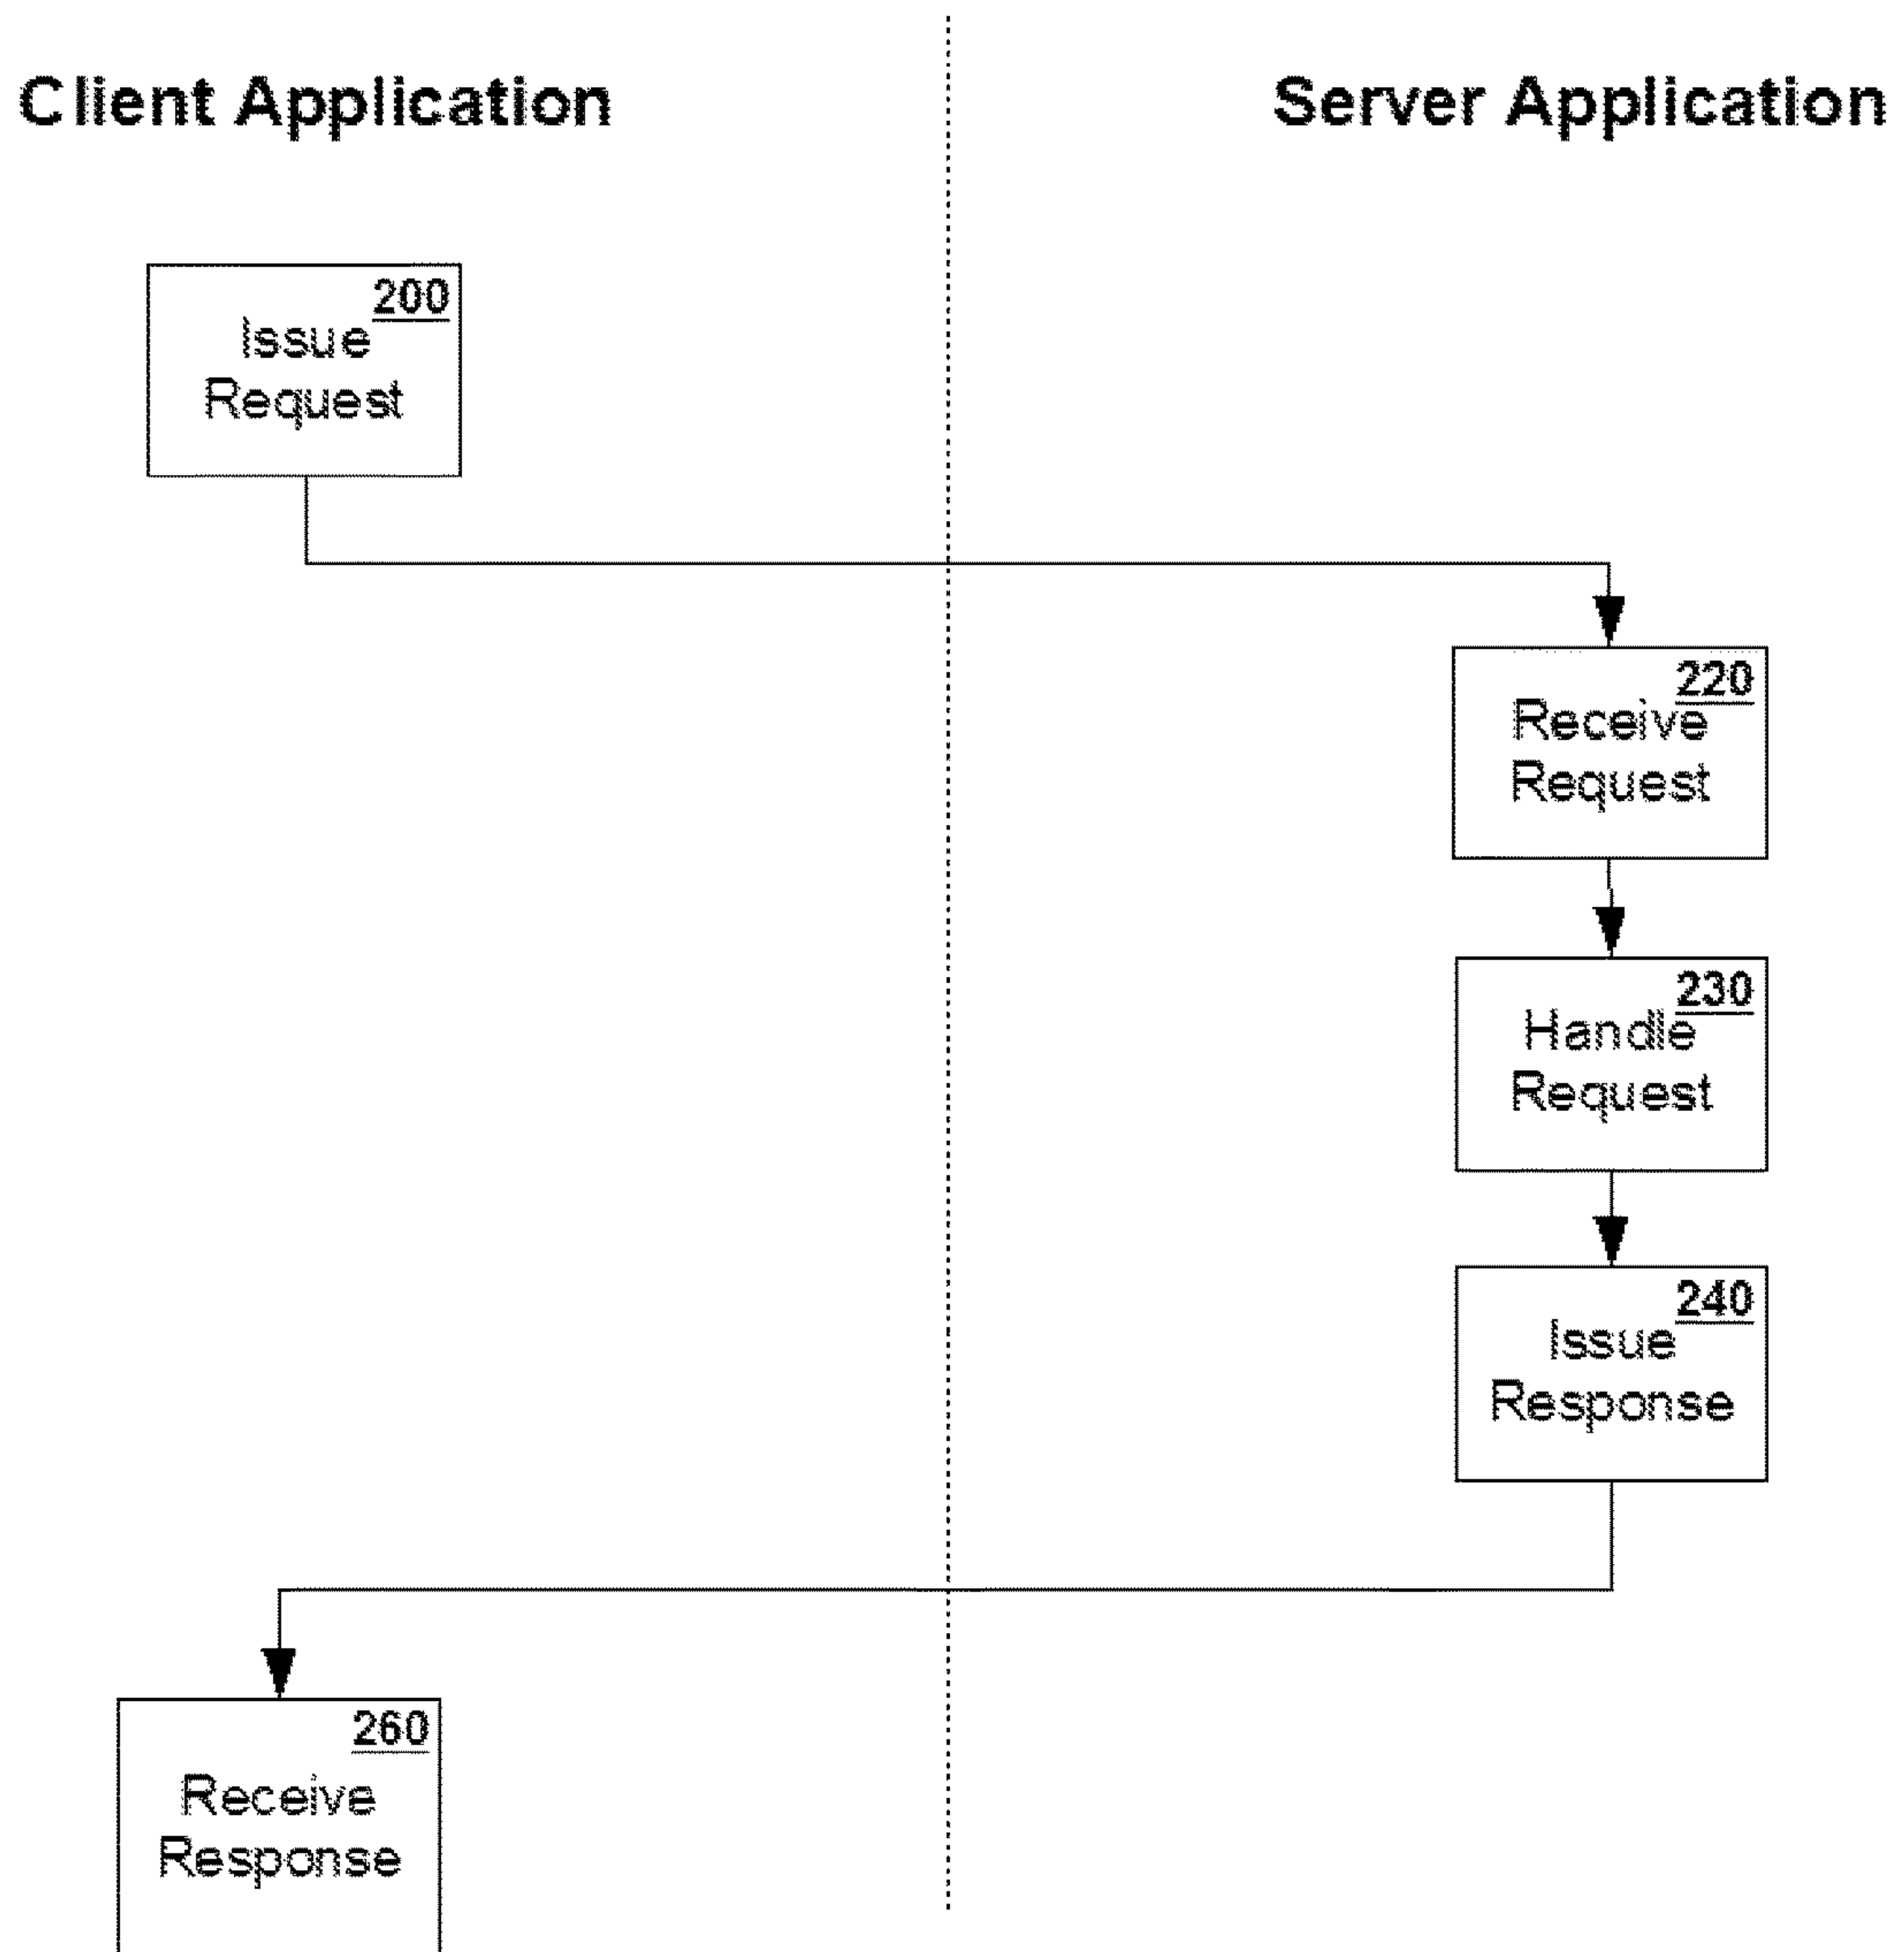 Client Application
Server Application
200
Issue
Request
220
Receive
Request
230
Handle
Request
240
Issue
Response
260
Receive
Response